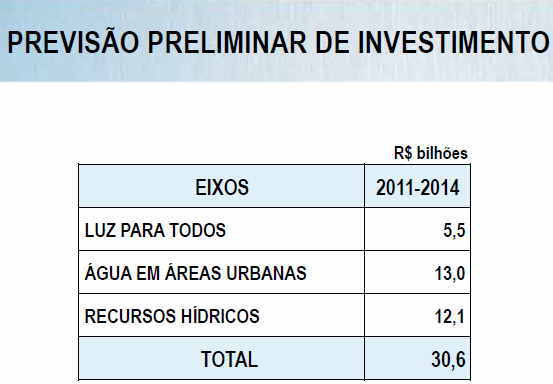 PREVISÃO PRELIMINAR DE INVESTIMENTO
R$ bilhões
EIXOS 2011-2014
LUZ PARA TODOS 5,5
ÁGUA EM ÁREAS URBANAS 13,0
RECURSOS HÍDRICOS 12,1
TOTAL 30,6